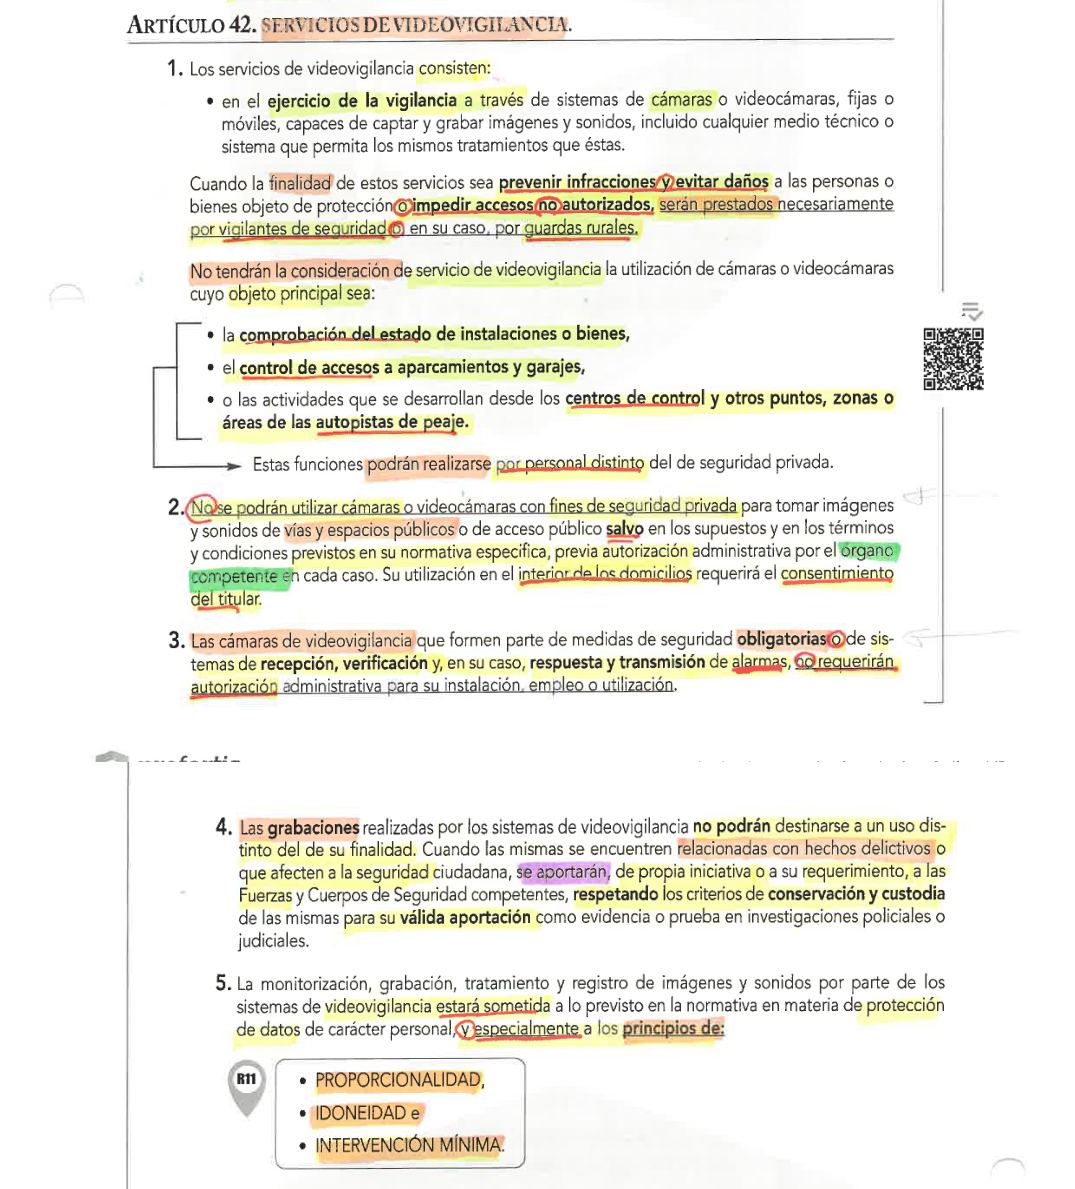 ARTÍCULO 42. SERVICIOS DE VIDEOVIGILANCIA.
1. Los servicios de videovigilancia consisten:
• en el ejercicio de la vigilancia a través de sistemas de cámaras o videocámaras, fijas o
móviles, capaces de captar y grabar imágenes y sonidos, incluido cualquier medio técnico o
sistema que permita los mismos tratamientos que éstas.
Cuando la finalidad de estos servicios sea prevenir infracciones y evitar daños a las personas o
bienes objeto de protección o impedir accesos no autorizados, serán prestados necesariamente
por vigilantes de seguridad o, en su caso, por guardas rurales.
No tendrán la consideración de servicio de videovigilancia la utilización de cámaras o videocámaras
cuyo objeto principal sea:
• la comprobación del estado de instalaciones o bienes,
• el control de accesos a aparcamientos y garajes,
• o las actividades que se desarrollan desde los centros de control y otros puntos, zonas o
áreas de las autopistas de peaje.
Estas funciones podrán realizarse por personal distinto del de seguridad privada.
2. No se podrán utilizar cámaras o videocámaras con fines de seguridad privada para tomar imágenes
y sonidos de vías y espacios públicos o de acceso público salvo en los supuestos y en los términos
y condiciones previstos en su normativa específica, previa autorización administrativa por el órgano
competente en cada caso. Su utilización en el interior de los domicilios requerirá el consentimiento
del titular.
3. Las cámaras de videovigilancia que formen parte de medidas de seguridad obligatorias o de sis-
temas de recepción, verificación y, en su caso, respuesta y transmisión de alarmas, no requerirán
autorización administrativa para su instalación, empleo o utilización.
4. Las grabaciones realizadas por los sistemas de videovigilancia no podrán destinarse a un uso dis-
tinto del de su finalidad. Cuando las mismas se encuentren relacionadas con hechos delictivos o
que afecten a la seguridad ciudadana, se aportarán, de propia iniciativa o a su requerimiento, a las
Fuerzas y Cuerpos de Seguridad competentes, respetando los criterios de conservación y custodia
de las mismas para su válida aportación como evidencia o prueba en investigaciones policiales o
judiciales.
5. La monitorización, grabación, tratamiento y registro de imágenes y sonidos por parte de los
sistemas de videovigilancia estará sometida a lo previsto en la normativa en materia de protección
de datos de carácter personal, y especialmente a los principios de:
R11
• PROPORCIONALIDAD,
• IDONEIDAD e
• INTERVENCIÓN MÍNIMA.